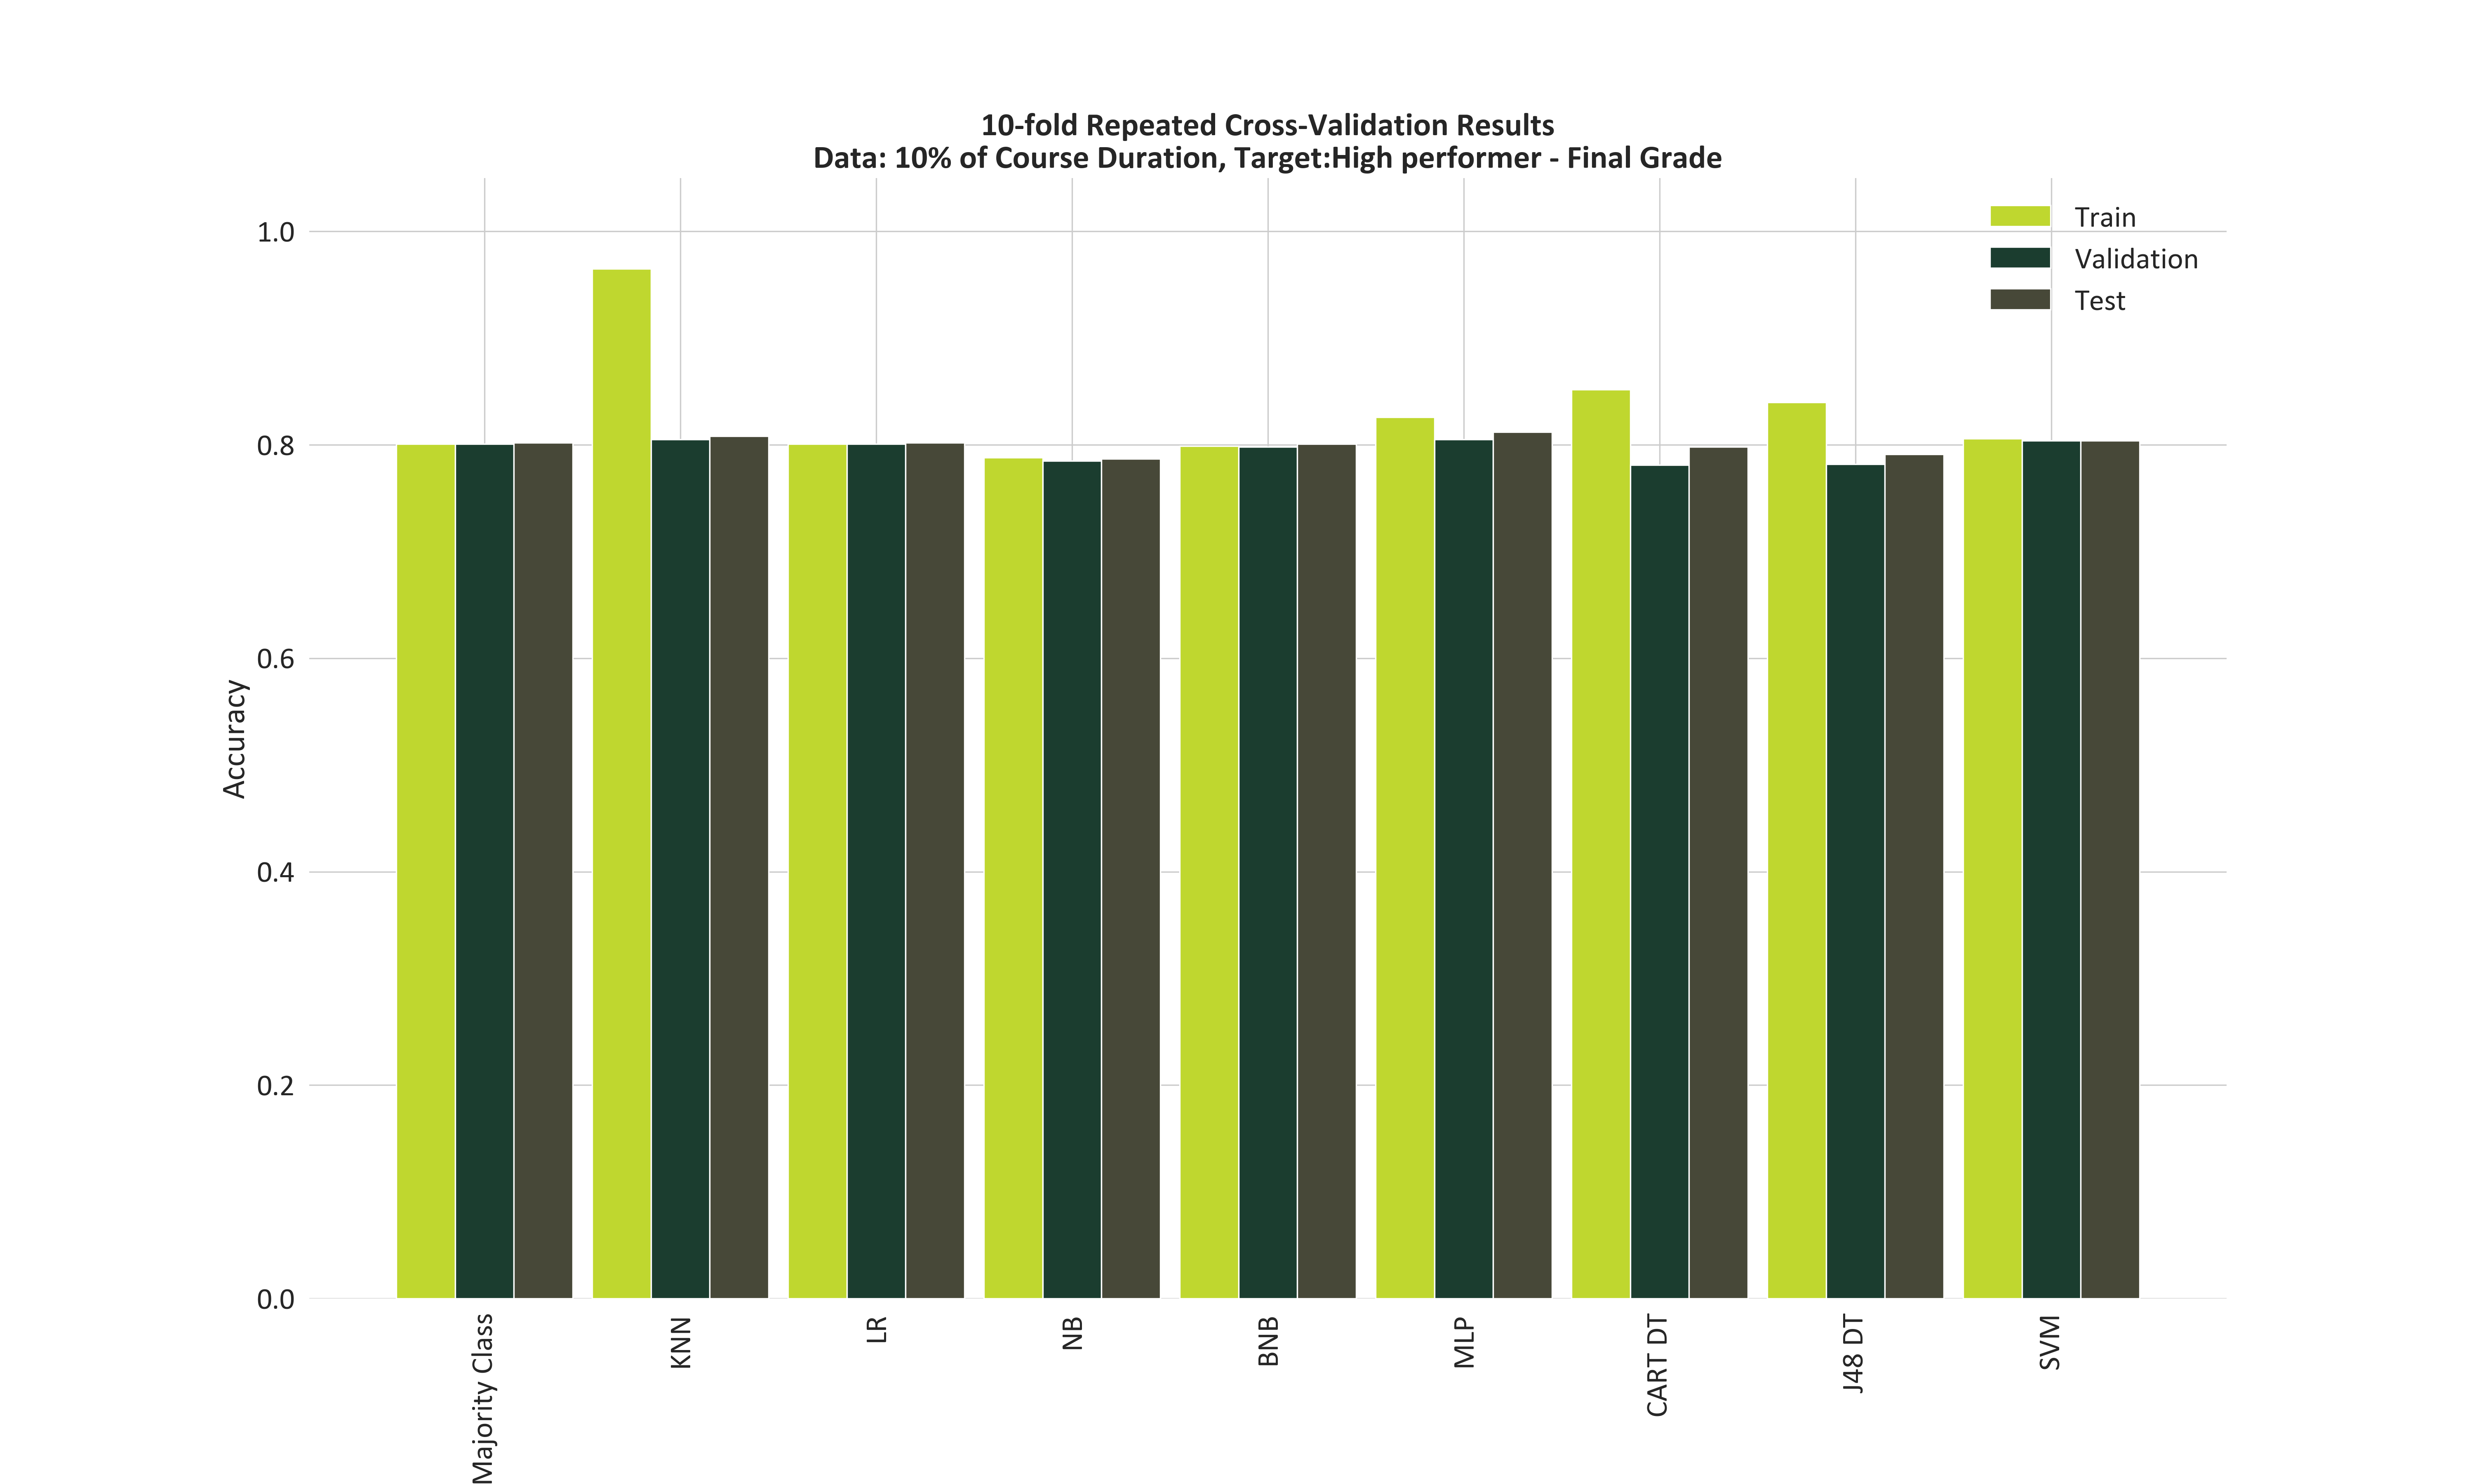 10-fold Repeated Cross-Validation Results
Data: 10% of Course Duration, Target:High performer - Final Grade
Train
Validation
Test
1.0
0.8
0.6
0.4
0.2
0.0
Accuracy
Majority Class
KNN
LR
NB
BNB
MLP
CART DT
J48 DT
SVM